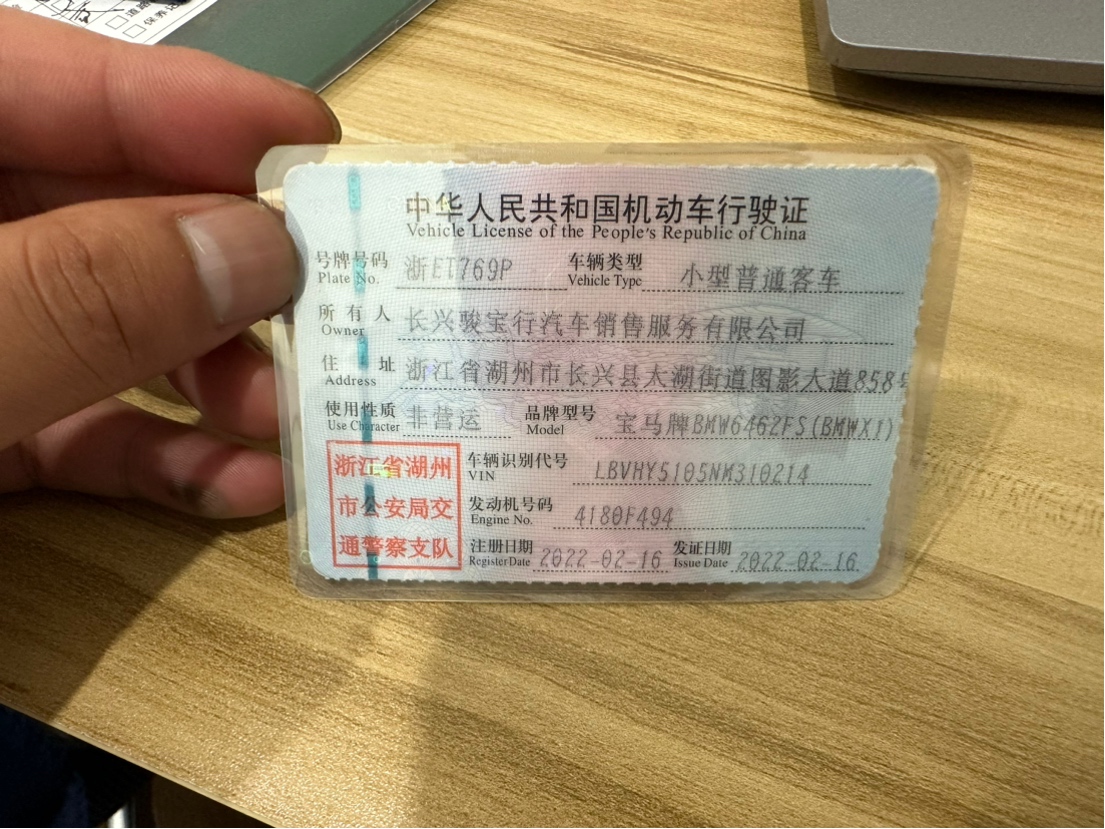 道路
保养
中华人民共和国机动车行驶证
Vehicle License of the People's Republic of China
号牌号码 浙ET769P 车辆类型 小型普通客车
Plate No. Vehicle Type
所有人 长兴骏宝行汽车销售服务有限公司
Owner
住址 浙江省湖州市长兴县太湖街道图影大道858号
Address
使用性质 非营运 品牌型号 宝马牌BMW6462FS(BMWX1)
Use Character Model
浙江省湖州
市公安局交
通警察支队
车辆识别代号 LBVHY5105NM310214
VIN
发动机号码 4180F494
Engine No.
注册日期 2022-02-16 发证日期 2022-02-16
Register Date Issue Date